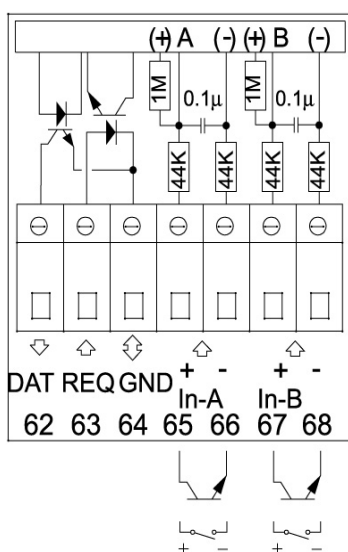 (+) A (-) (+) B (-)
1M 0.1µ 1M 0.1µ
44K 44K 44K 44K
DAT REQ GND + - + -
In-A In-B
62 63 64 65 66 67 68
+ - + -